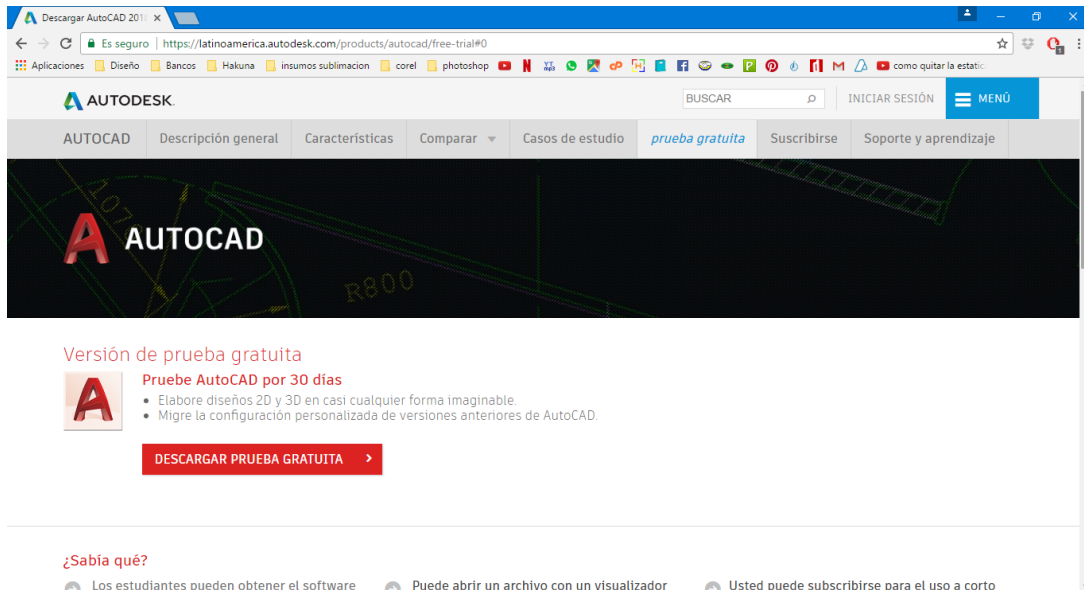 Descargar AutoCAD 201
Es seguro | https://latinoamerica.autodesk.com/products/autocad/free-trial#0
Aplicaciones Diseño Bancos Hakuna insumos sublimacion corel photoshop como quitar la estatic
AUTODESK.
BUSCAR INICIAR SESIÓN MENÚ
AUTOCAD Descripción general Características Comparar Casos de estudio prueba gratuita Suscribirse Soporte y aprendizaje
107
AUTOCAD
R800
Versión de prueba gratuita
Pruebe AutoCAD por 30 días
• Elabore diseños 2D y 3D en casi cualquier forma imaginable.
• Migre la configuración personalizada de versiones anteriores de AutoCAD.
DESCARGAR PRUEBA GRATUITA
¿Sabía qué?
Los estudiantes pueden obtener el software Puede abrir un archivo con un visualizador Usted puede subscribirse para el uso a corto